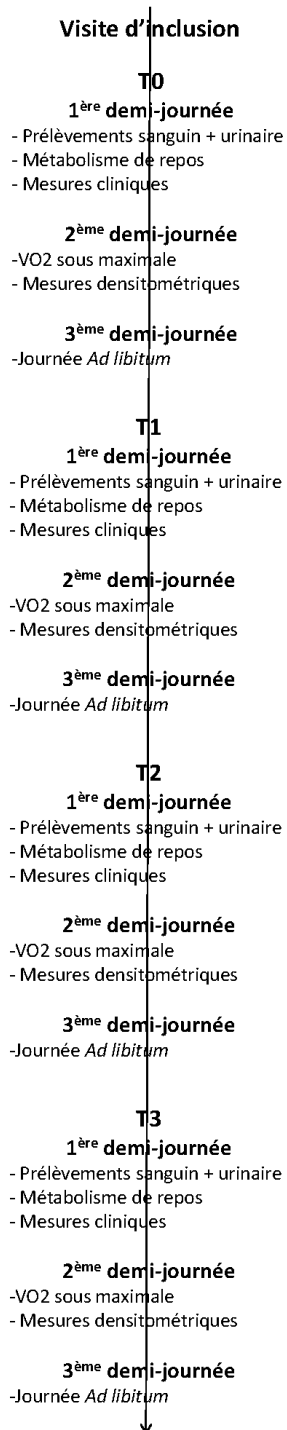 Visite d'inclusion
T0
1ère demi-journée
- Prélèvements sanguin + urinaire
- Métabolisme de repos
- Mesures cliniques
2ème demi-journée
-VO2 sous maximale
- Mesures densitométriques
3ème demi-journée
-Journée Ad libitum
T1
1ère demi-journée
- Prélèvements sanguin + urinaire
- Métabolisme de repos
- Mesures cliniques
2ème demi-journée
-VO2 sous maximale
- Mesures densitométriques
3ème demi-journée
-Journée Ad libitum
T2
1ère demi-journée
- Prélèvements sanguin + urinaire
- Métabolisme de repos
- Mesures cliniques
2ème demi-journée
-VO2 sous maximale
- Mesures densitométriques
3ème demi-journée
-Journée Ad libitum
T3
1ère demi-journée
- Prélèvements sanguin + urinaire
- Métabolisme de repos
- Mesures cliniques
2ème demi-journée
-VO2 sous maximale
- Mesures densitométriques
3ème demi-journée
-Journée Ad libitum